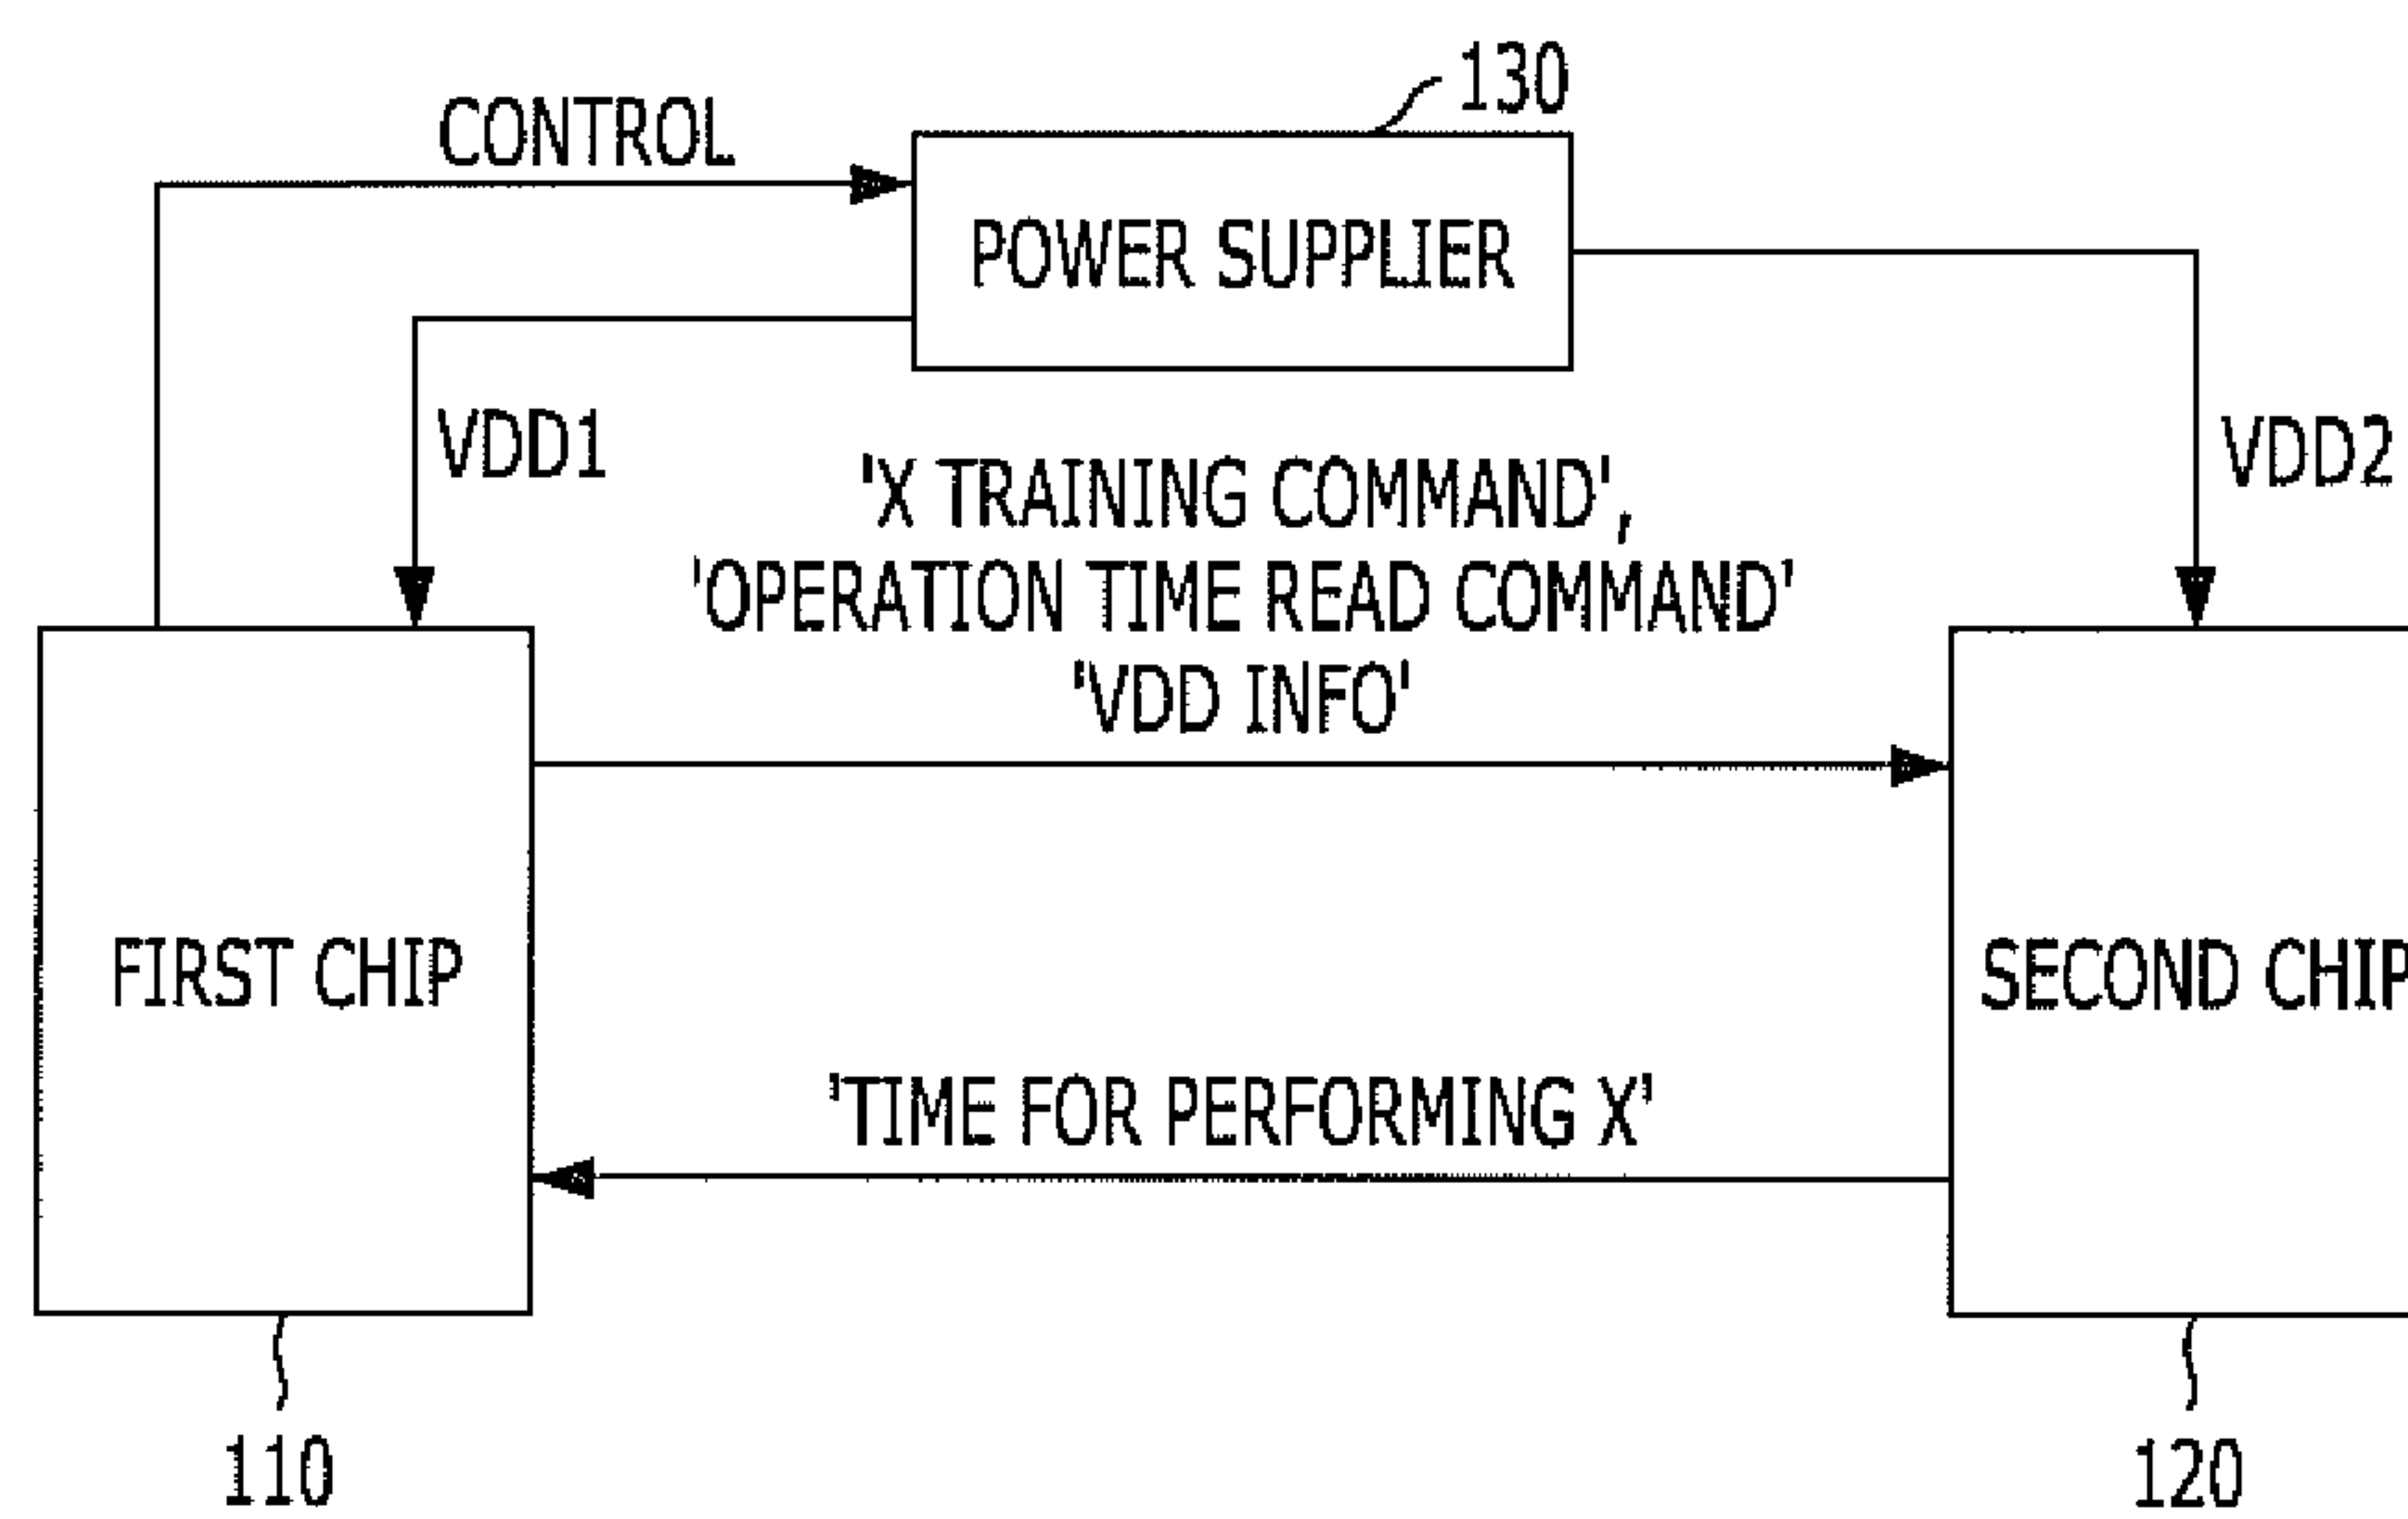 130
CONTROL
POWER SUPPLIER
VDD1
VDD2
'X TRAINING COMMAND',
'OPERATION TIME READ COMMAND'
'VDD INFO'
FIRST CHIP
SECOND CHIP
'TIME FOR PERFORMING X'
110
120